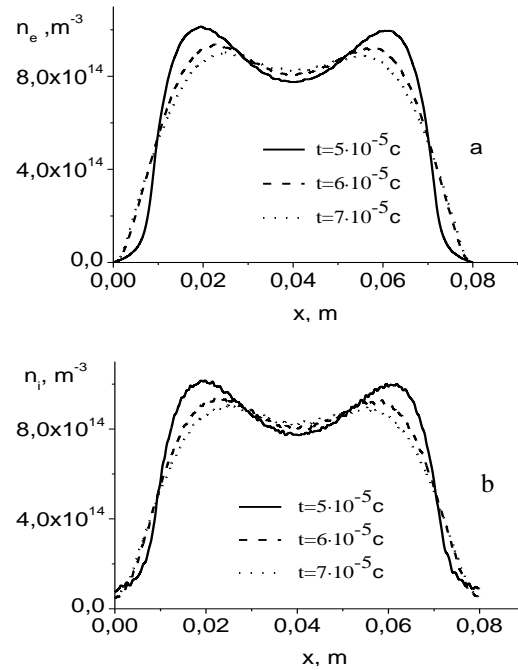 n_e ,m^-3
8,0x10^14
4,0x10^14
0,0
a
t=5·10^-5c
t=6·10^-5c
t=7·10^-5c
0,00 0,02 0,04 0,06 0,08
x, m
n_i, m^-3
8,0x10^14
4,0x10^14
0,0
b
t=5·10^-5c
t=6·10^-5c
t=7·10^-5c
0,00 0,02 0,04 0,06 0,08
x, m